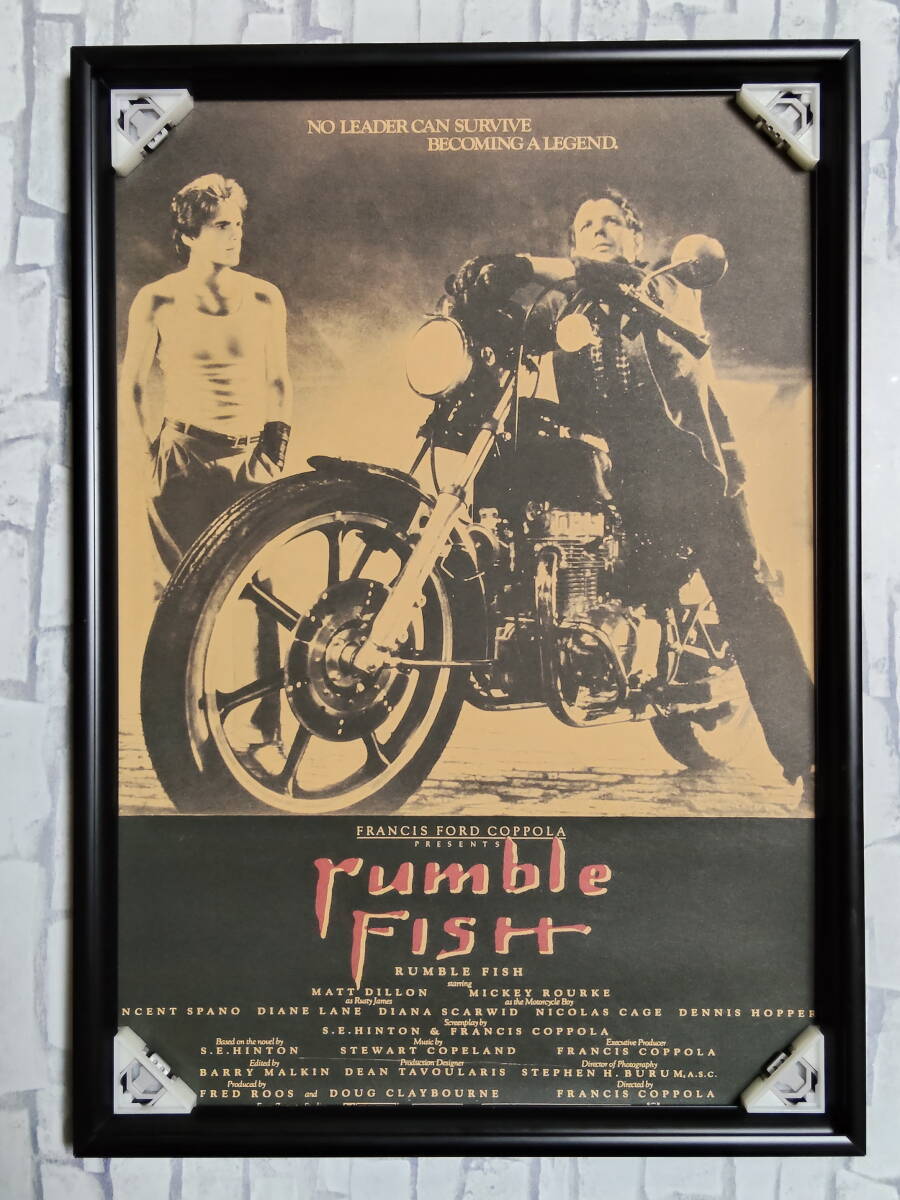 NO LEADER CAN SURVIVE
BECOMING A LEGEND.
FRANCIS FORD COPPOLA
PRESENTS
rumble
FISH
RUMBLE FISH
starring
MATT DILLON MICKEY ROURKE
as Rusty James as the Motorcycle Boy
NCENT SPANO DIANE LANE DIANA SCARWID NICOLAS CAGE DENNIS HOPPER
Screenplay by
S.E.HINTON & FRANCIS COPPOLA
Based on the novel by Music by Executive Producer
S.E.HINTON STEWART COPELAND FRANCIS COPPOLA
Edited by Production Designer Director of Photography
BARRY MALKIN DEAN TAVOULARIS STEPHEN H. BURUM, A.S.C.
Produced by Directed by
FRED ROOS and DOUG CLAYBOURNE FRANCIS COPPOLA